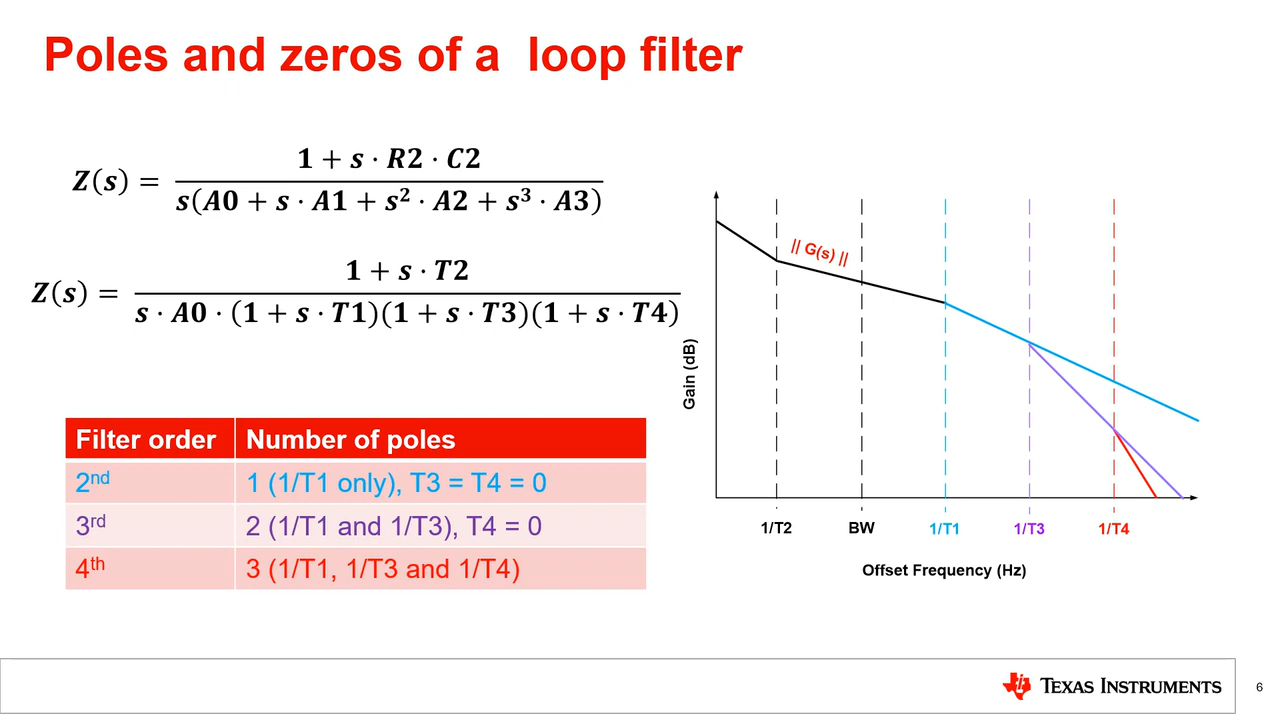 Poles and zeros of a loop filter
Z(s) = (1 + s · R2 · C2) / (s(A0 + s · A1 + s² · A2 + s³ · A3))
Z(s) = (1 + s · T2) / (s · A0 · (1 + s · T1)(1 + s · T3)(1 + s · T4))
Filter order Number of poles
2nd 1 (1/T1 only), T3 = T4 = 0
3rd 2 (1/T1 and 1/T3), T4 = 0
4th 3 (1/T1, 1/T3 and 1/T4)
|| G(s) ||
Gain (dB)
1/T2 BW 1/T1 1/T3 1/T4
Offset Frequency (Hz)
TEXAS INSTRUMENTS
6